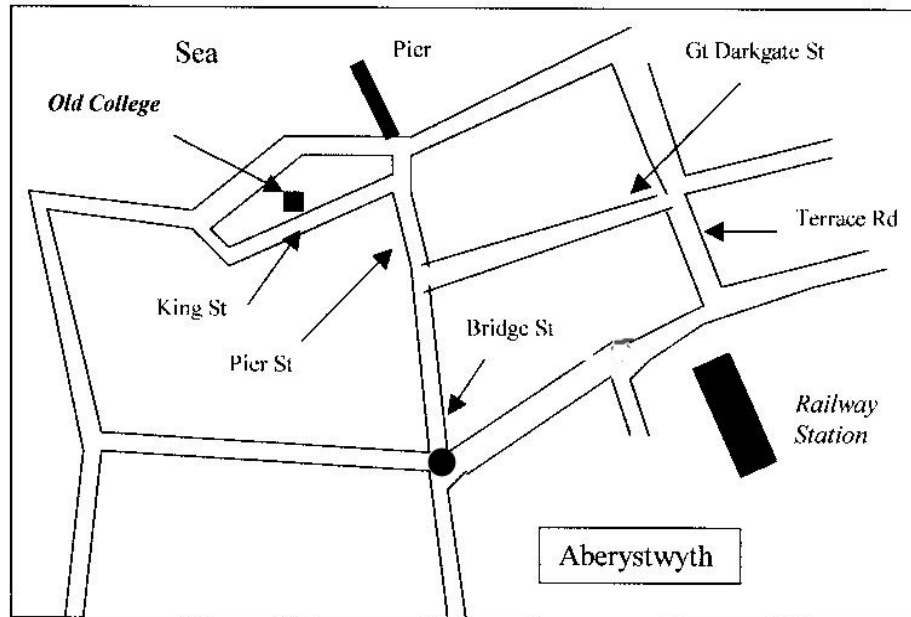 Sea
Pier
Gt Darkgate St
Old College
Terrace Rd
King St
Bridge St
Pier St
Railway
Station
Aberystwyth